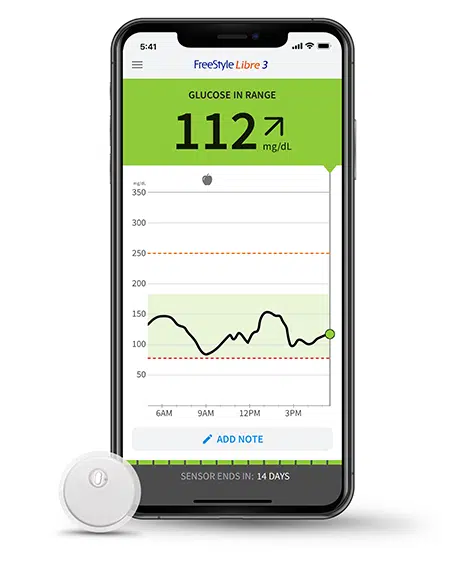 5:41
FreeStyle Libre 3
GLUCOSE IN RANGE
112
mg/dL
mg/dL
350
300
250
200
150
100
50
6AM 9AM 12PM 3PM
ADD NOTE
SENSOR ENDS IN: 14 DAYS